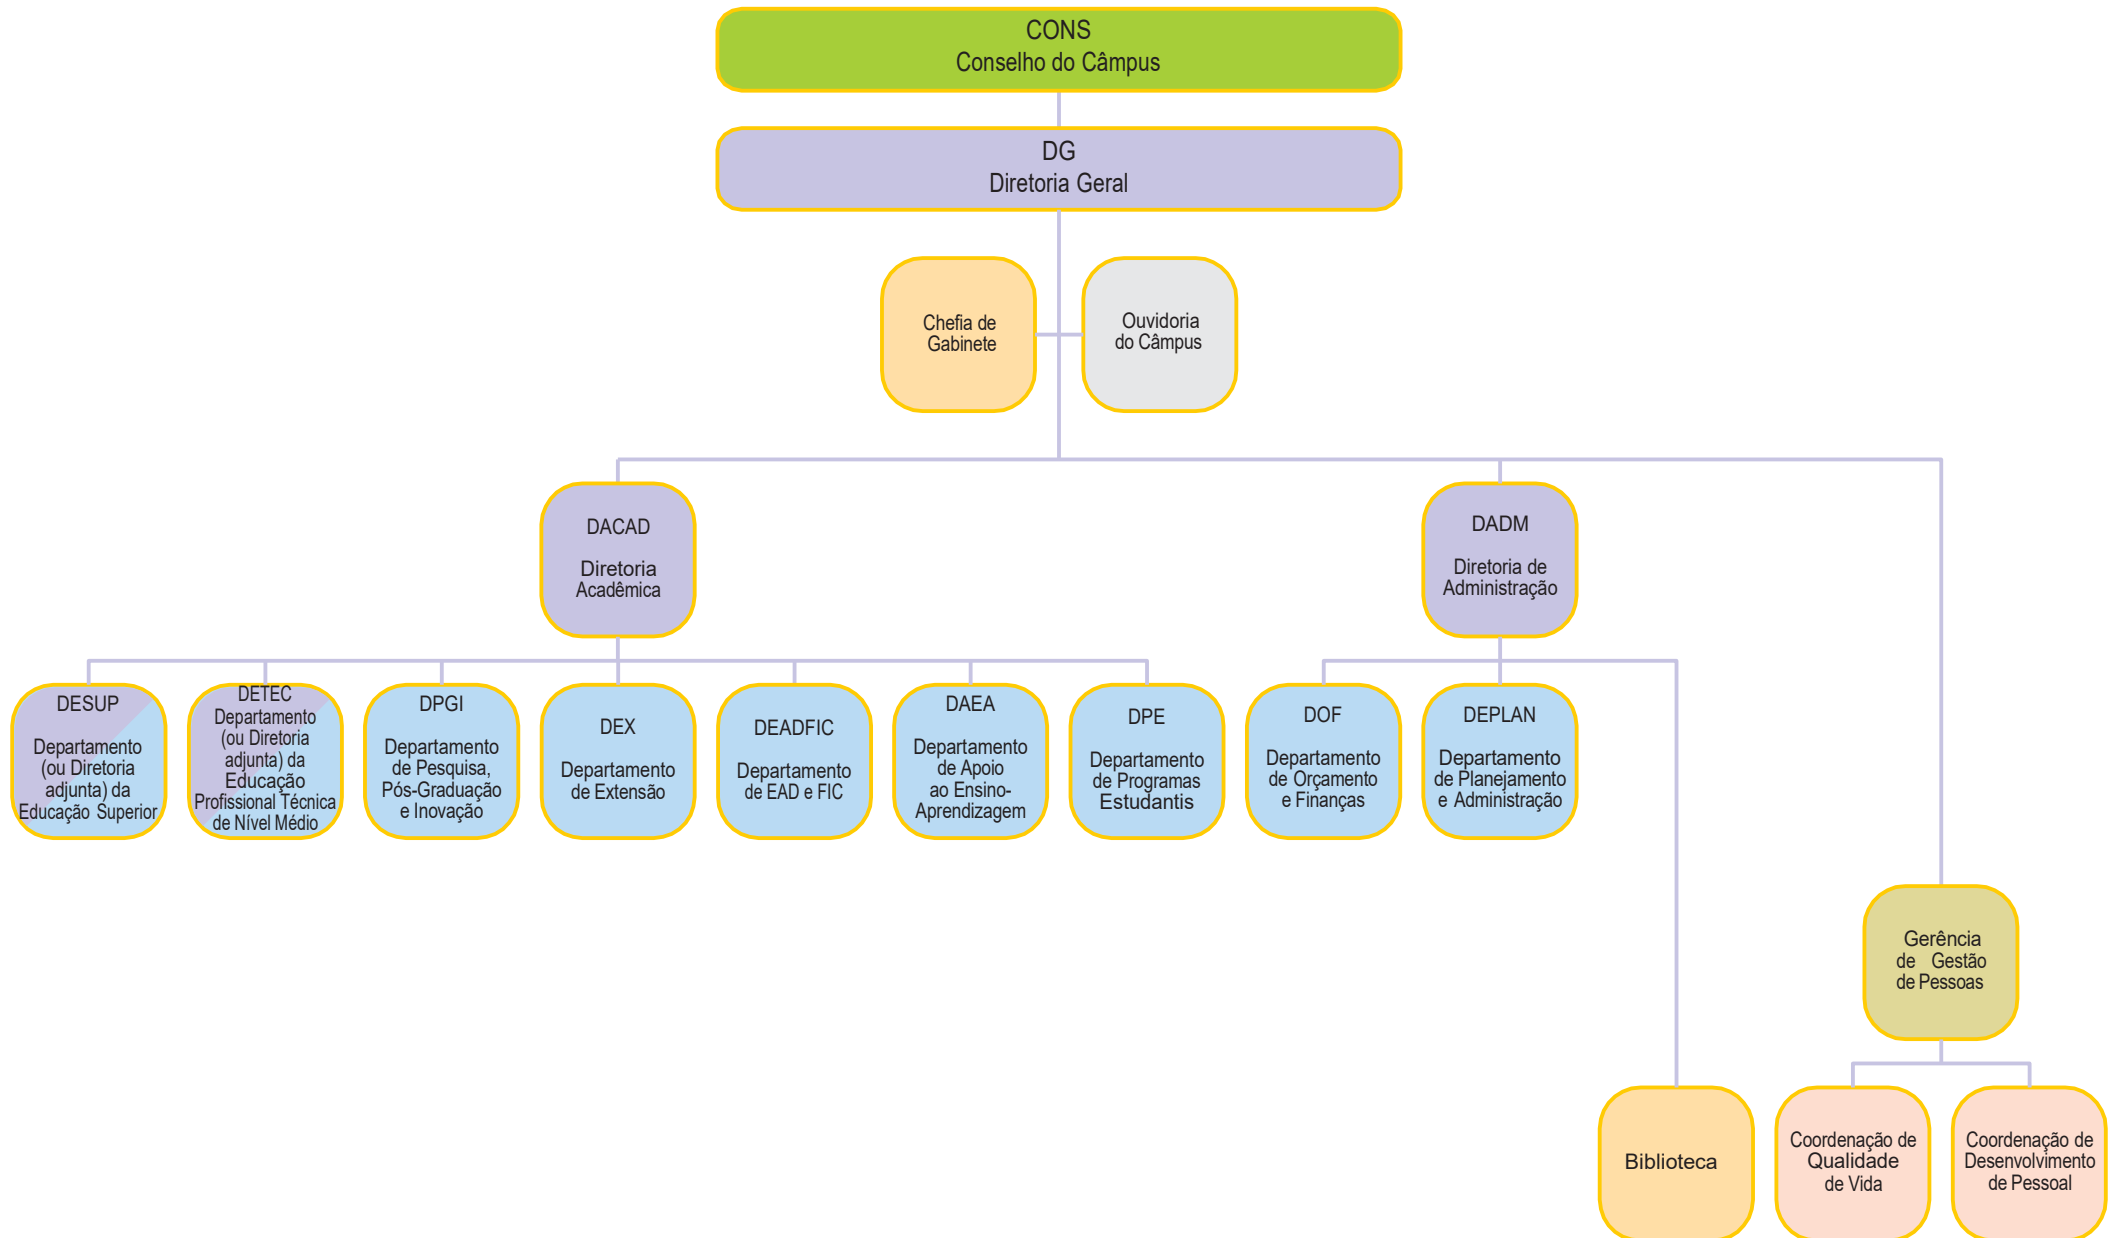 CONS
Conselho do Câmpus
DG
Diretoria Geral
Chefia de
Gabinete
Ouvidoria
do Câmpus
DACAD
Diretoria
Acadêmica
DADM
Diretoria de
Administração
DESUP
Departamento
(ou Diretoria
adjunta) da
Educação Superior
DETEC
Departamento
(ou Diretoria
adjunta) da
Educação
Profissional Técnica
de Nível Médio
DPGI
Departamento
de Pesquisa,
Pós-Graduação
e Inovação
DEX
Departamento
de Extensão
DEADFIC
Departamento
de EAD e FIC
DAEA
Departamento
de Apoio
ao Ensino-
Aprendizagem
DPE
Departamento
de Programas
Estudantis
DOF
Departamento
de Orçamento
e Finanças
DEPLAN
Departamento
de Planejamento
e Administração
Gerência
de Gestão
de Pessoas
Biblioteca
Coordenação de
Qualidade
de Vida
Coordenação de
Desenvolvimento
de Pessoal